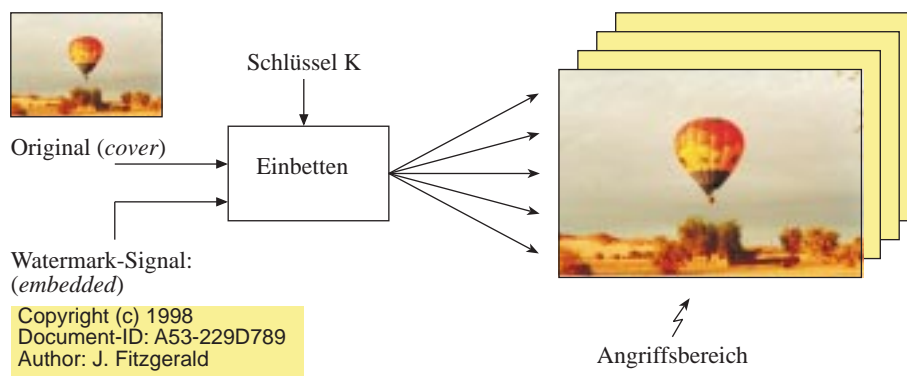 Schlüssel K
Original (cover)
Einbetten
Watermark-Signal:
(embedded)
Copyright (c) 1998
Document-ID: A53-229D789
Author: J. Fitzgerald
Angriffsbereich